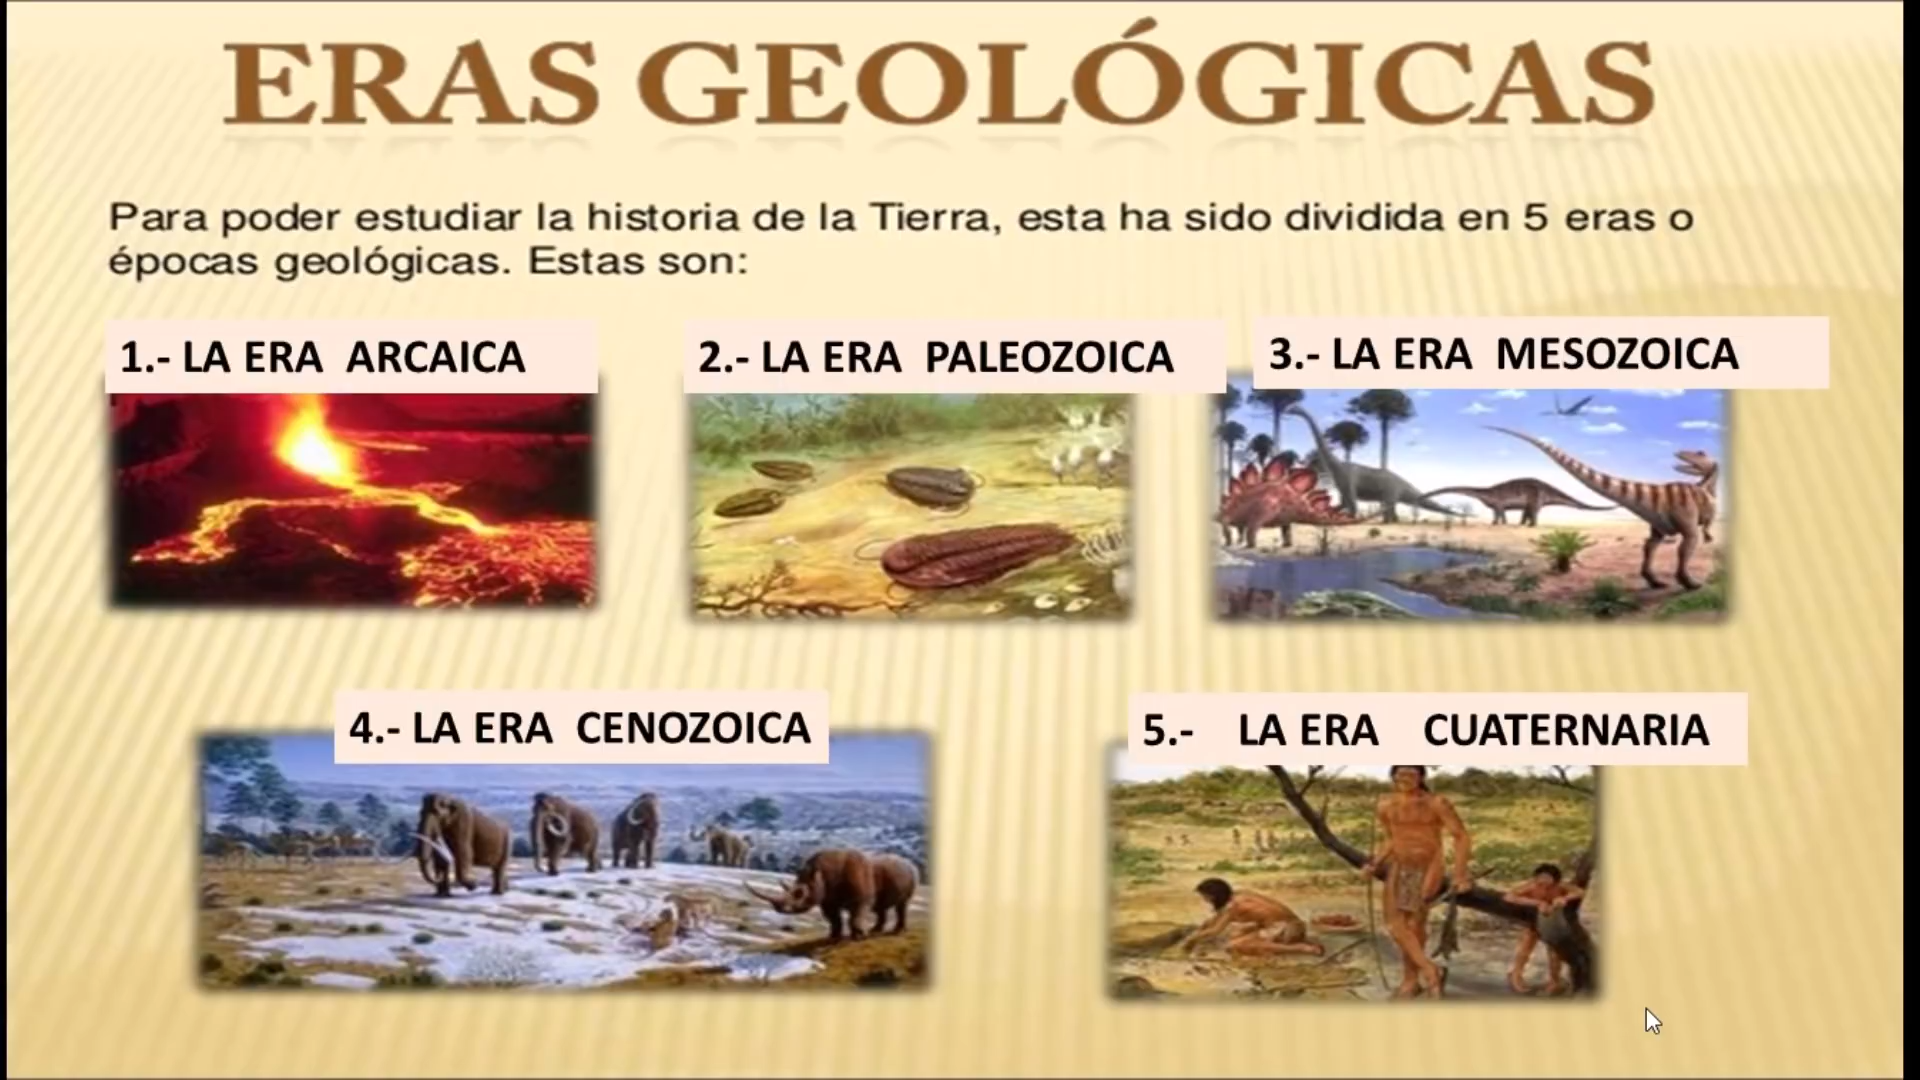 ERAS GEOLÓGICAS
Para poder estudiar la historia de la Tierra, esta ha sido dividida en 5 eras o
épocas geológicas. Estas son:
1.- LA ERA ARCAICA
2.- LA ERA PALEOZOICA
3.- LA ERA MESOZOICA
4.- LA ERA CENOZOICA
5.- LA ERA CUATERNARIA